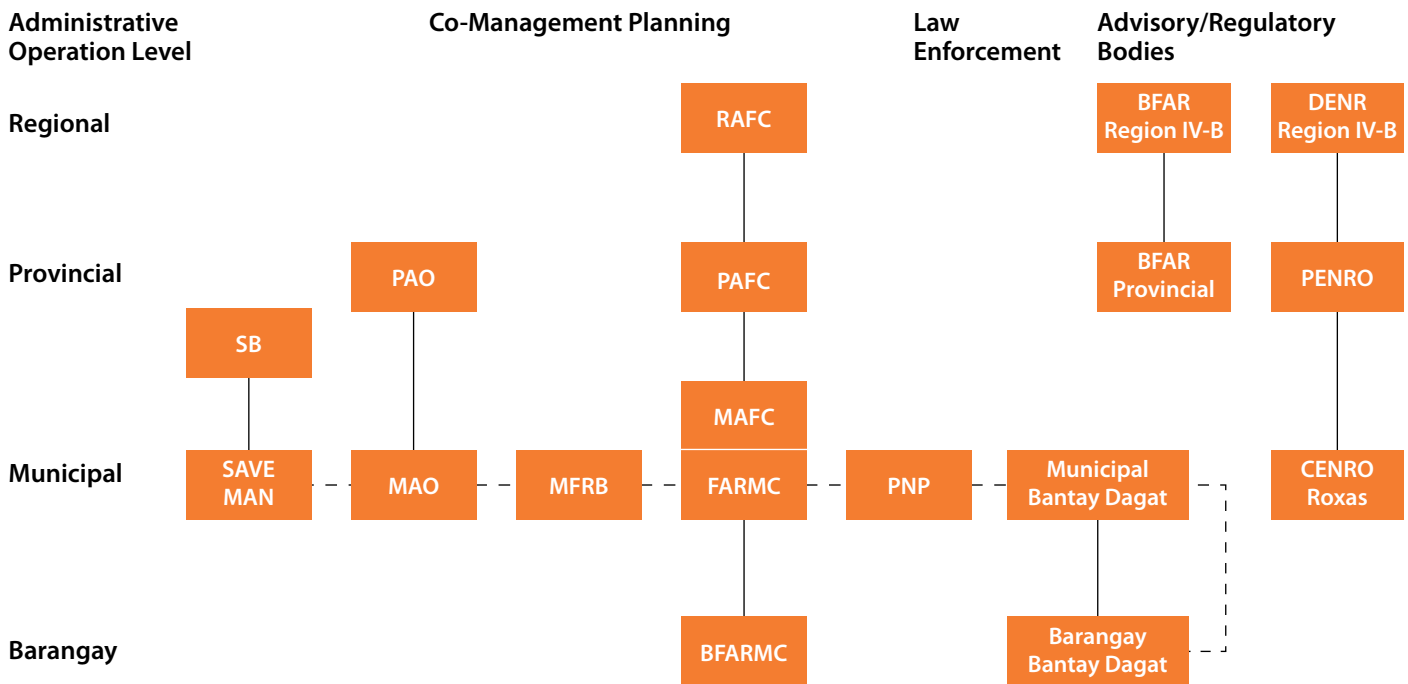 Administrative
Operation Level
Co-Management Planning
Law
Enforcement
Advisory/Regulatory
Bodies
Regional
RAFC
BFAR
Region IV-B
DENR
Region IV-B
Provincial
PAO
PAFC
BFAR
Provincial
PENRO
SB
MAFC
Municipal
SAVE
MAN
MAO
MFRB
FARMC
PNP
Municipal
Bantay Dagat
CENRO
Roxas
Barangay
BFARMC
Barangay
Bantay Dagat